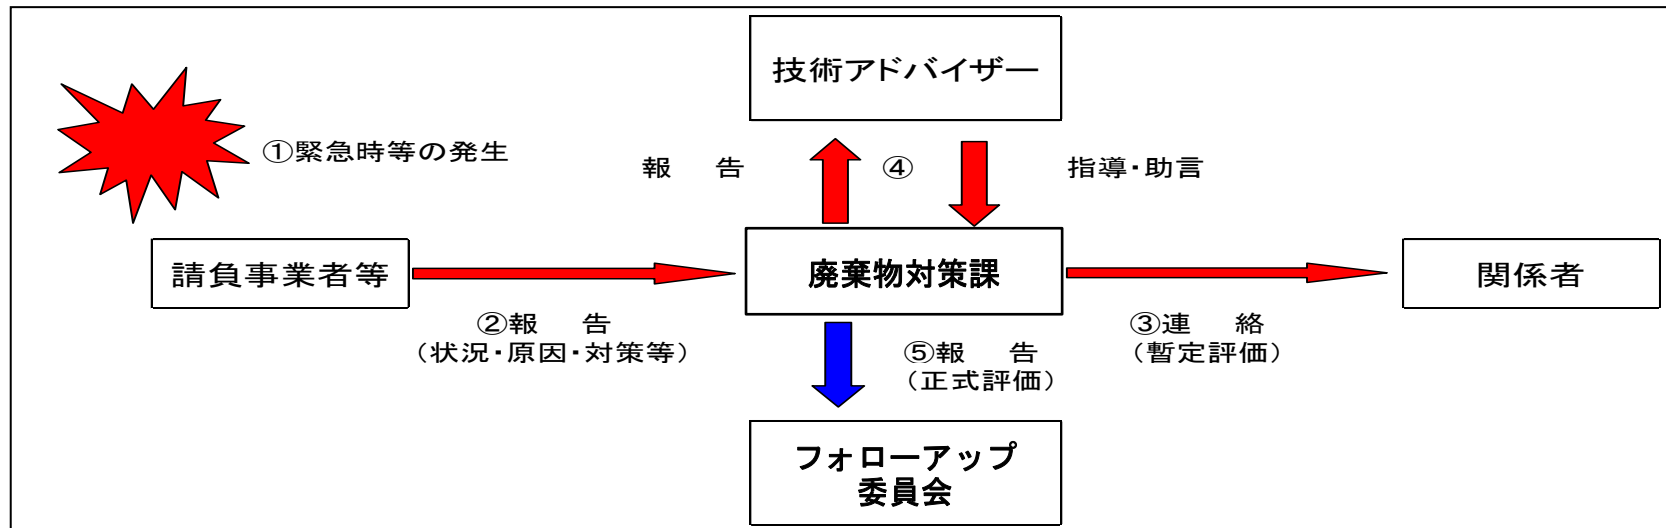 技術アドバイザー
①緊急時等の発生
報　告
④
指導・助言
請負事業者等
廃棄物対策課
関係者
②報　告
（状況・原因・対策等）
③連　絡
（暫定評価）
⑤報　告
（正式評価）
フォローアップ
委員会